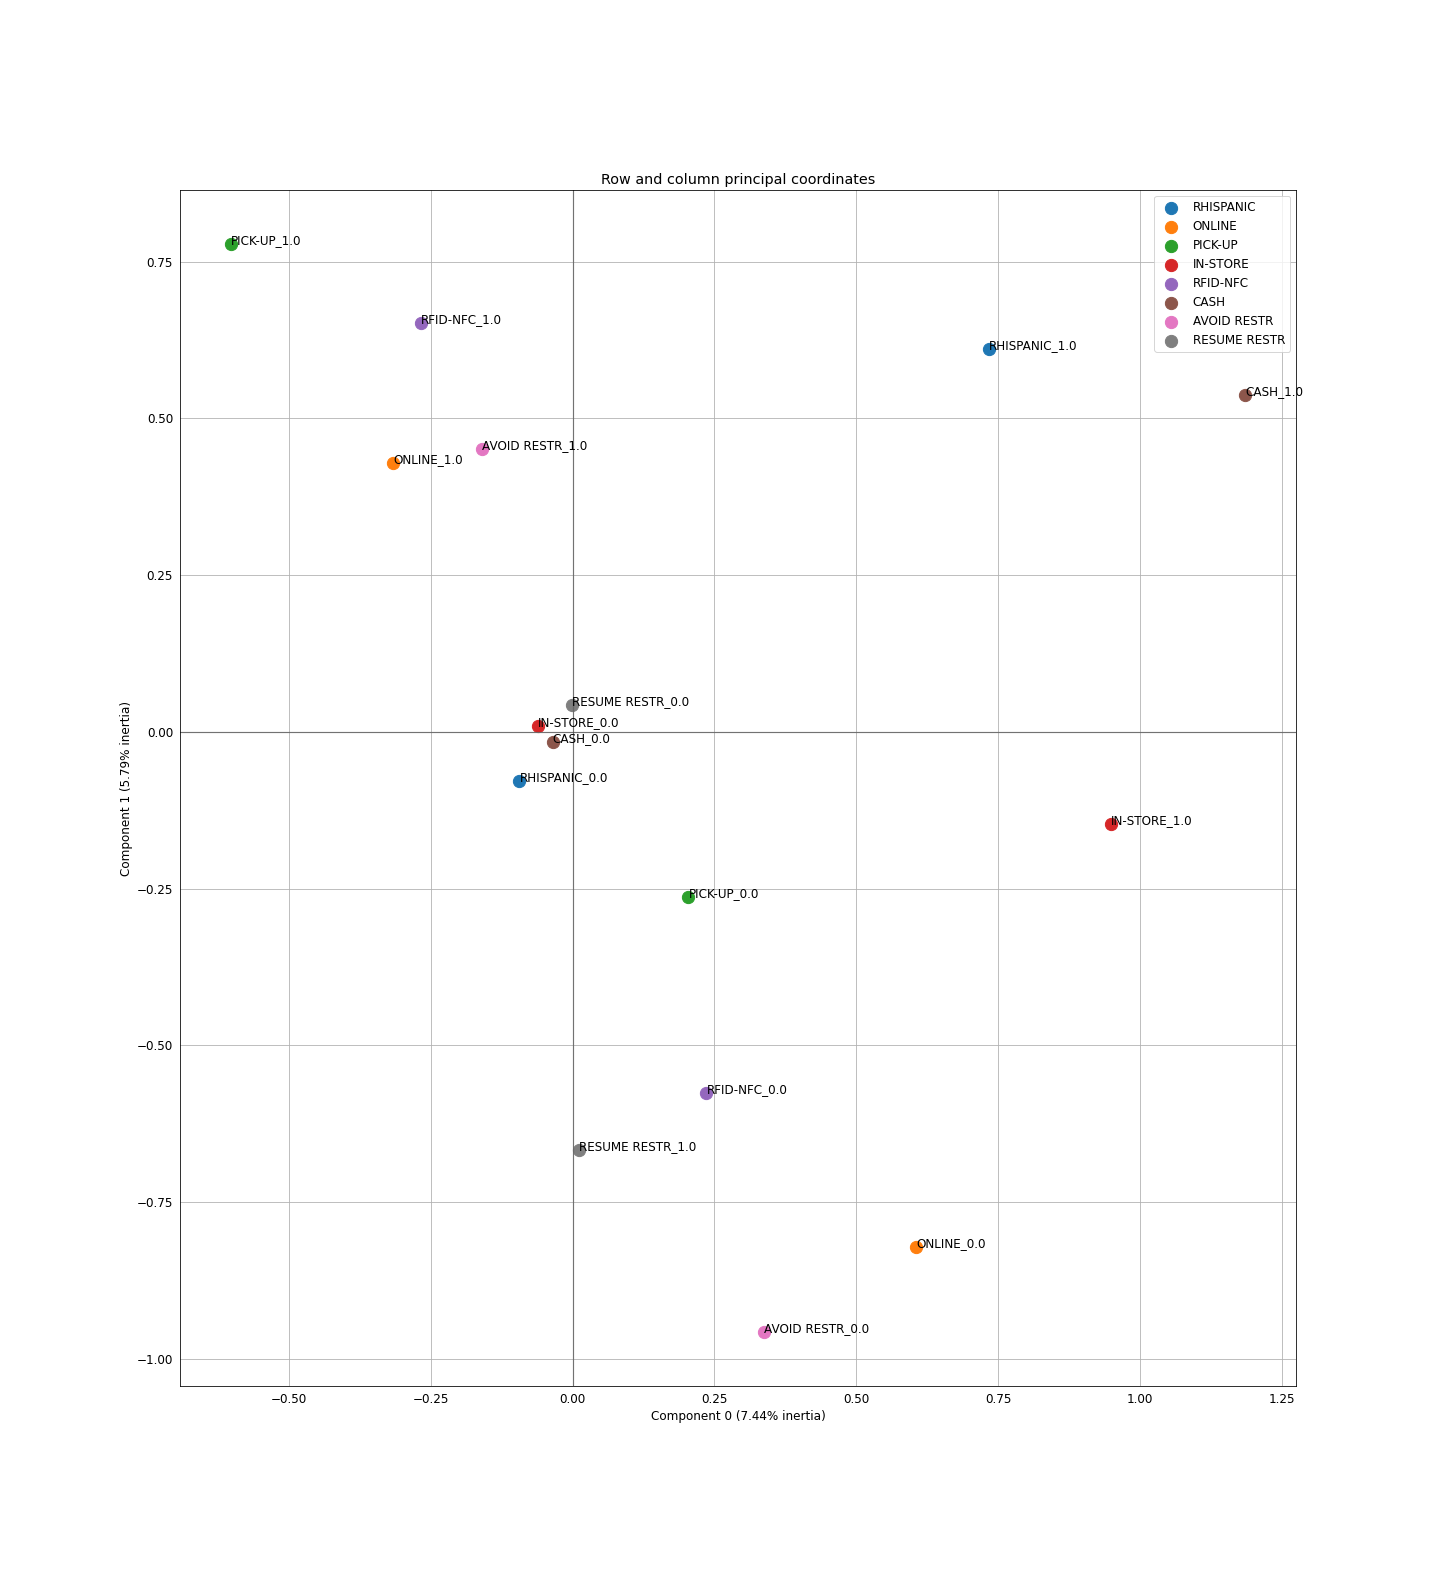 Row and column principal coordinates
RHISPANIC
ONLINE
PICK-UP
IN-STORE
RFID-NFC
CASH
AVOID RESTR
RESUME RESTR
PICK-UP_1.0
RFID-NFC_1.0
RHISPANIC_1.0
CASH_1.0
AVOID RESTR_1.0
ONLINE_1.0
RESUME RESTR_0.0
IN-STORE_0.0
CASH_0.0
RHISPANIC_0.0
IN-STORE_1.0
PICK-UP_0.0
RFID-NFC_0.0
RESUME RESTR_1.0
ONLINE_0.0
AVOID RESTR_0.0
0.75
0.50
0.25
0.00
−0.25
−0.50
−0.75
−1.00
Component 1 (5.79% inertia)
−0.50 −0.25 0.00 0.25 0.50 0.75 1.00 1.25
Component 0 (7.44% inertia)